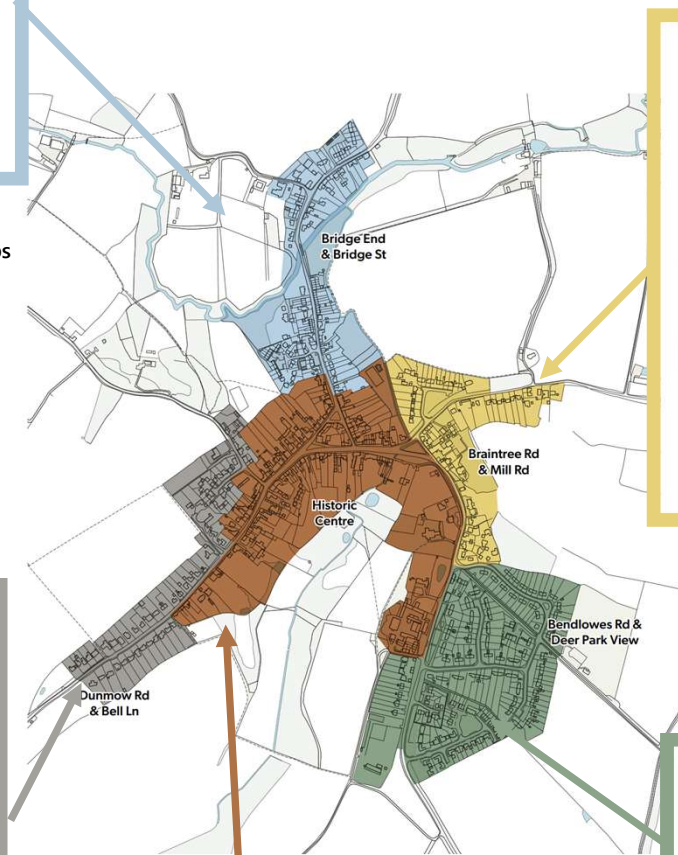 Bridge End
& Bridge St
Braintree Rd
& Mill Rd
Historic
Centre
Bendlowes Rd &
Deer Park View
Dunmow Rd
& Bell Ln